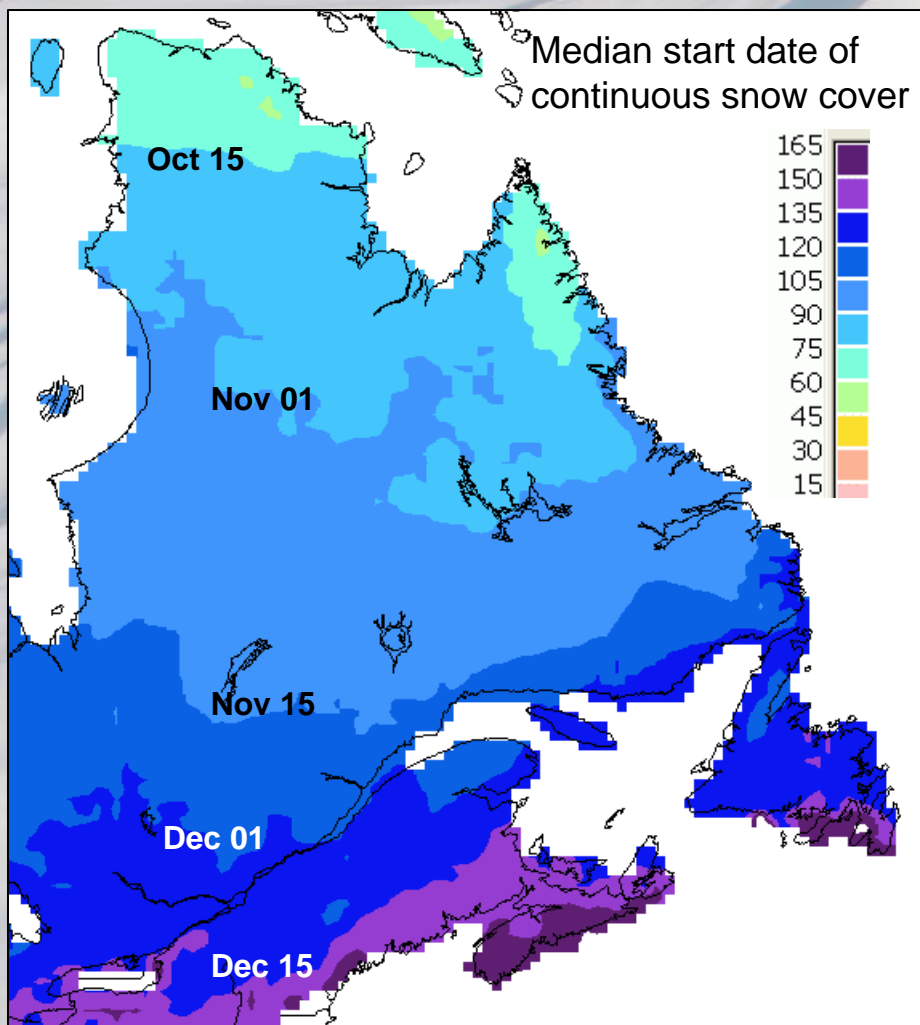 Median start date of
continuous snow cover
165
150
135
120
105
90
75
60
45
30
15
Oct 15
Nov 01
Nov 15
Dec 01
Dec 15